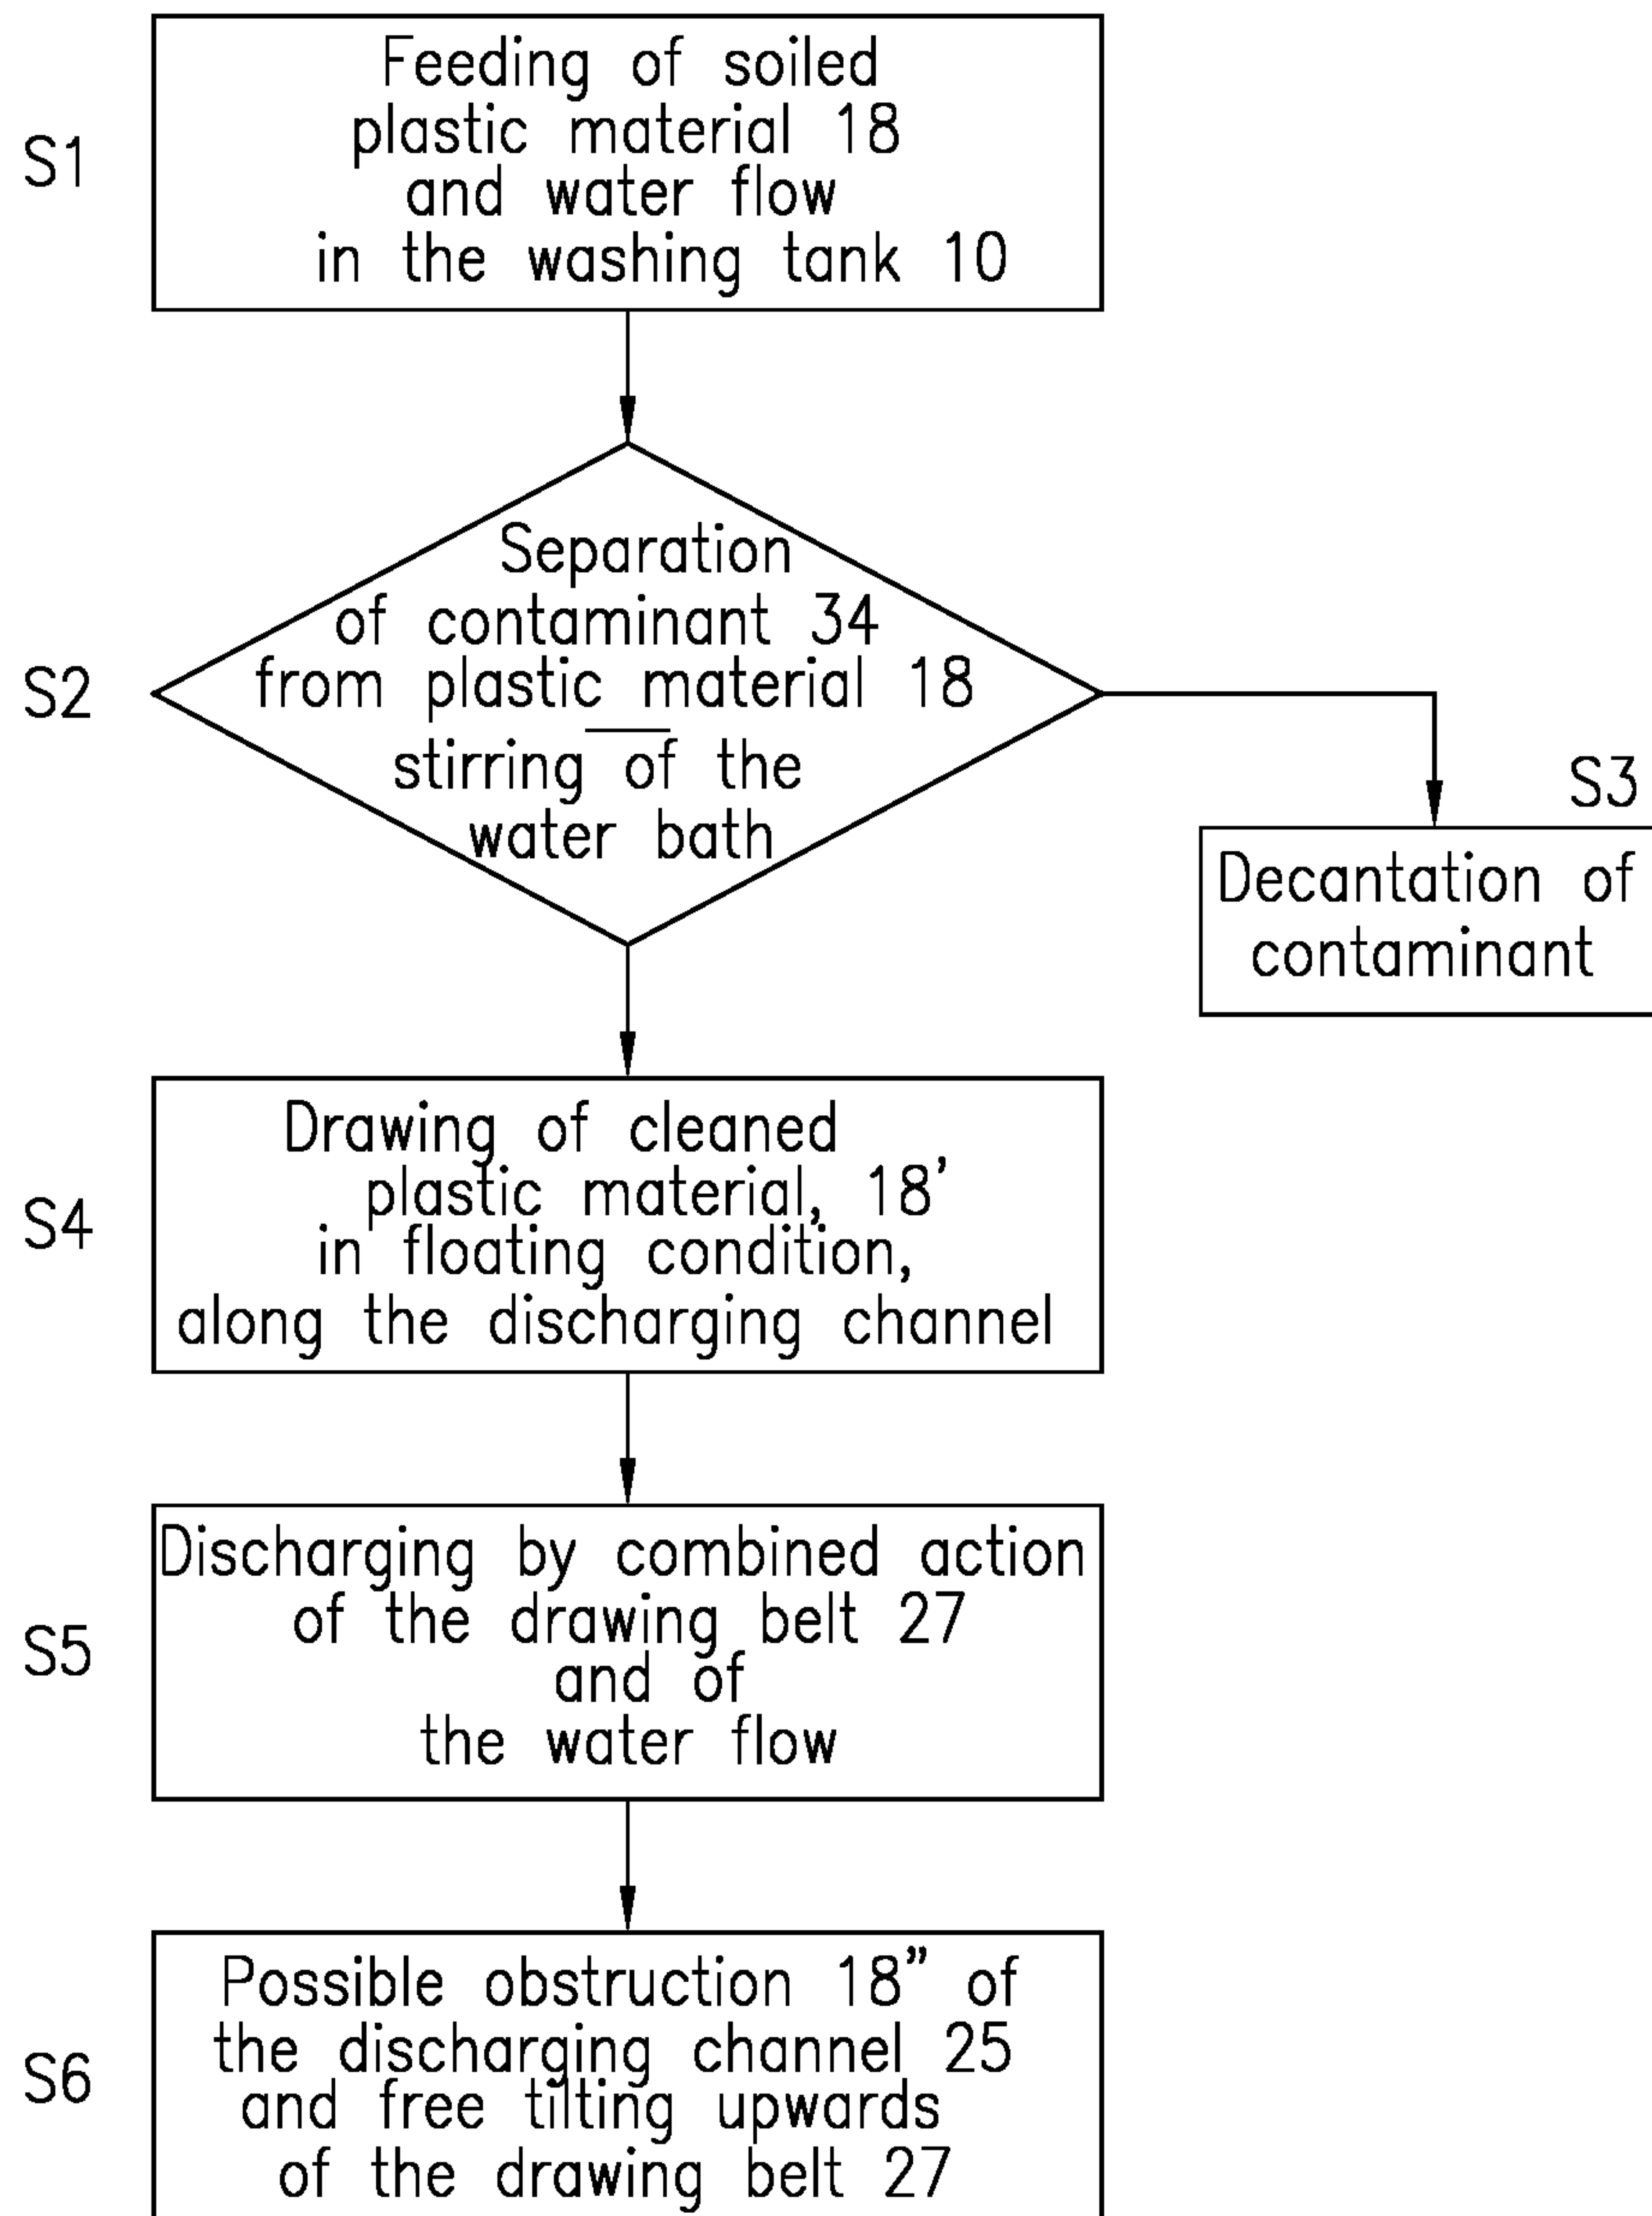 S1
Feeding of soiled
plastic material 18
and water flow
in the washing tank 10
S2
Separation
of contaminant 34
from plastic material 18
stirring of the
water bath
S3
Decantation of
contaminant
S4
Drawing of cleaned
plastic material, 18'
in floating condition,
along the discharging channel
S5
Discharging by combined action
of the drawing belt 27
and of
the water flow
S6
Possible obstruction 18" of
the discharging channel 25
and free tilting upwards
of the drawing belt 27